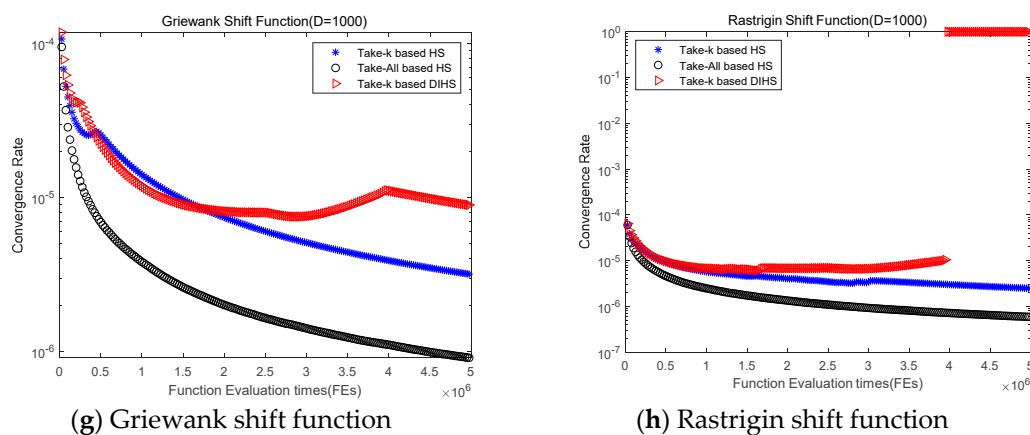 Griewank Shift Function(D=1000)
10^-4
10^-5
10^-6
Convergence Rate
Take-k based HS
Take-All based HS
Take-k based DIHS
0 0.5 1 1.5 2 2.5 3 3.5 4 4.5 5
Function Evaluation times(FEs)
×10^6
(g) Griewank shift function
Rastrigin Shift Function(D=1000)
10^0
10^-1
10^-2
10^-3
10^-4
10^-5
10^-6
10^-7
Convergence Rate
Take-k based HS
Take-All based HS
Take-k based DIHS
0 0.5 1 1.5 2 2.5 3 3.5 4 4.5 5
Function Evaluation times(FEs)
×10^6
(h) Rastrigin shift function